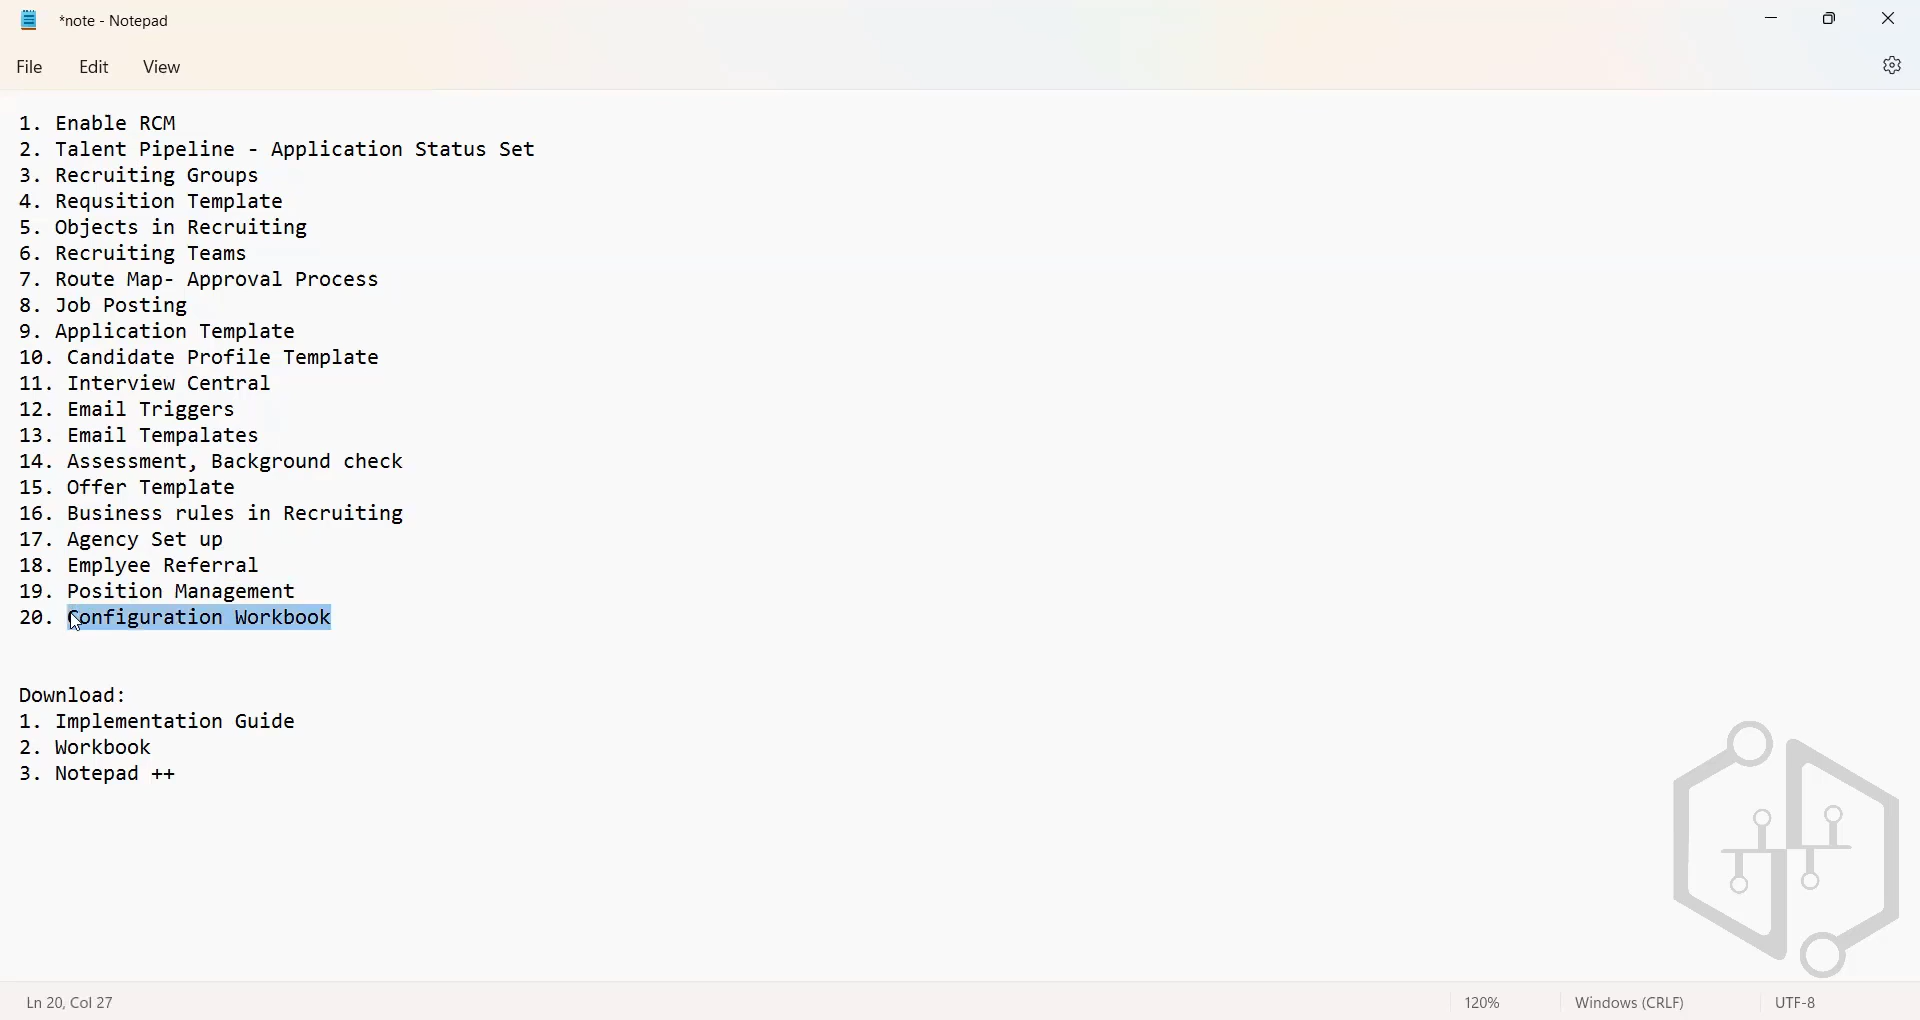 *note - Notepad
File Edit View
1. Enable RCM
2. Talent Pipeline - Application Status Set
3. Recruiting Groups
4. Requsition Template
5. Objects in Recruiting
6. Recruiting Teams
7. Route Map- Approval Process
8. Job Posting
9. Application Template
10. Candidate Profile Template
11. Interview Central
12. Email Triggers
13. Email Tempalates
14. Assessment, Background check
15. Offer Template
16. Business rules in Recruiting
17. Agency Set up
18. Emplyee Referral
19. Position Management
20. Configuration Workbook
Download:
1. Implementation Guide
2. Workbook
3. Notepad ++
Ln 20, Col 27 120% Windows (CRLF) UTF-8